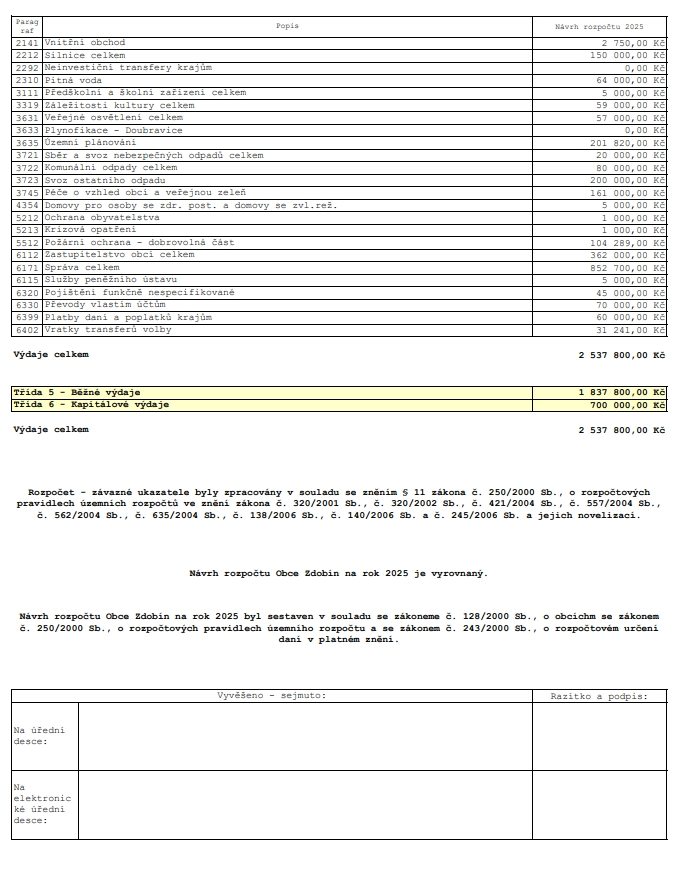 Parag
raf Popis Návrh rozpočtu 2025
2141 Vnitřní obchod 2 750,00 Kč
2212 Silnice celkem 150 000,00 Kč
2292 Neinvestiční transfery krajům 0,00 Kč
2310 Pitná voda 64 000,00 Kč
3111 Předškolní a školní zařízení celkem 5 000,00 Kč
3319 Záležitosti kultury celkem 59 000,00 Kč
3631 Veřejné osvětlení celkem 57 000,00 Kč
3633 Plynofikace - Doubravice 0,00 Kč
3635 Územní plánování 201 820,00 Kč
3721 Sběr a svoz nebezpečných odpadů celkem 20 000,00 Kč
3722 Komunální odpady celkem 80 000,00 Kč
3723 Svoz ostatního odpadu 200 000,00 Kč
3745 Péče o vzhled obcí a veřejnou zeleň 161 000,00 Kč
4354 Domovy pro osoby se zdr. post. a domovy se zvl.rež. 5 000,00 Kč
5212 Ochrana obyvatelstva 1 000,00 Kč
5213 Krizová opatření 1 000,00 Kč
5512 Požární ochrana - dobrovolná část 104 289,00 Kč
6112 Zastupitelstvo obcí celkem 362 000,00 Kč
6171 Správa celkem 852 700,00 Kč
6115 Služby peněžního ústavu 5 000,00 Kč
6320 Pojištění funkčně nespecifikované 45 000,00 Kč
6330 Převody vlastím účtům 70 000,00 Kč
6399 Platby daní a poplatků krajům 60 000,00 Kč
6402 Vratky transferů volby 31 241,00 Kč
Výdaje celkem 2 537 800,00 Kč
Třída 5 - Běžné výdaje 1 837 800,00 Kč
Třída 6 - Kapitálové výdaje 700 000,00 Kč
Výdaje celkem 2 537 800,00 Kč
Rozpočet - závazné ukazatele byly zpracovány v souladu se zněním § 11 zákona č. 250/2000 Sb., o rozpočtových
pravidlech územních rozpočtů ve znění zákona č. 320/2001 Sb., č. 320/2002 Sb., č. 421/2004 Sb., č. 557/2004 Sb.,
č. 562/2004 Sb., č. 635/2004 Sb., č. 138/2006 Sb., č. 140/2006 Sb. a č. 245/2006 Sb. a jejich novelizací.
Návrh rozpočtu Obce Zdobín na rok 2025 je vyrovnaný.
Návrh rozpočtu Obce Zdobín na rok 2025 byl sestaven v souladu se zákoneme č. 128/2000 Sb., o obcíchm se zákonem
č. 250/2000 Sb., o rozpočtových pravidlech územního rozpočtu a se zákonem č. 243/2000 Sb., o rozpočtovém určení
daní v platném znění.
Vyvěšeno - sejmuto: Razítko a podpis:
Na úřední
desce:
Na
elektronic
ké úřední
desce: